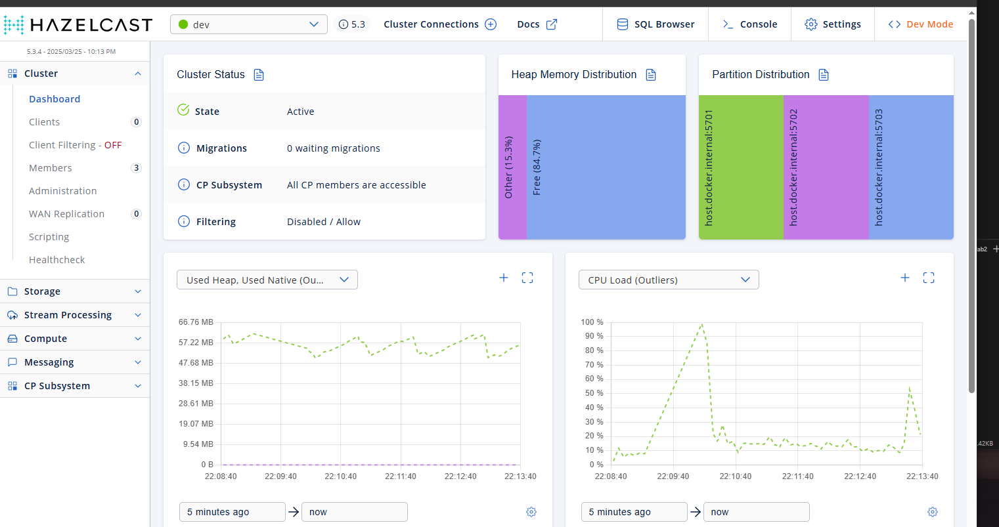 HAZELCAST
dev
5.3
Cluster Connections
Docs
SQL Browser
Console
Settings
Dev Mode
5.3.4 - 2025/03/25 - 10:13 PM
Cluster
Dashboard
Clients 0
Client Filtering - OFF
Members 3
Administration
WAN Replication 0
Scripting
Healthcheck
Storage
Stream Processing
Compute
Messaging
CP Subsystem
Cluster Status
State Active
Migrations 0 waiting migrations
CP Subsystem All CP members are accessible
Filtering Disabled / Allow
Heap Memory Distribution
Other (15.3%)
Free (84.7%)
Partition Distribution
host.docker.internal:5701
host.docker.internal:5702
host.docker.internal:5703
Used Heap, Used Native (Ou...
66.76 MB
57.22 MB
47.68 MB
38.15 MB
28.61 MB
19.07 MB
9.54 MB
0 B
22:08:40 22:09:40 22:10:40 22:11:40 22:12:40 22:13:40
5 minutes ago now
CPU Load (Outliers)
100 %
90 %
80 %
70 %
60 %
50 %
40 %
30 %
20 %
10 %
0 %
22:08:40 22:09:40 22:10:40 22:11:40 22:12:40 22:13:40
5 minutes ago now
ab2
.42KB